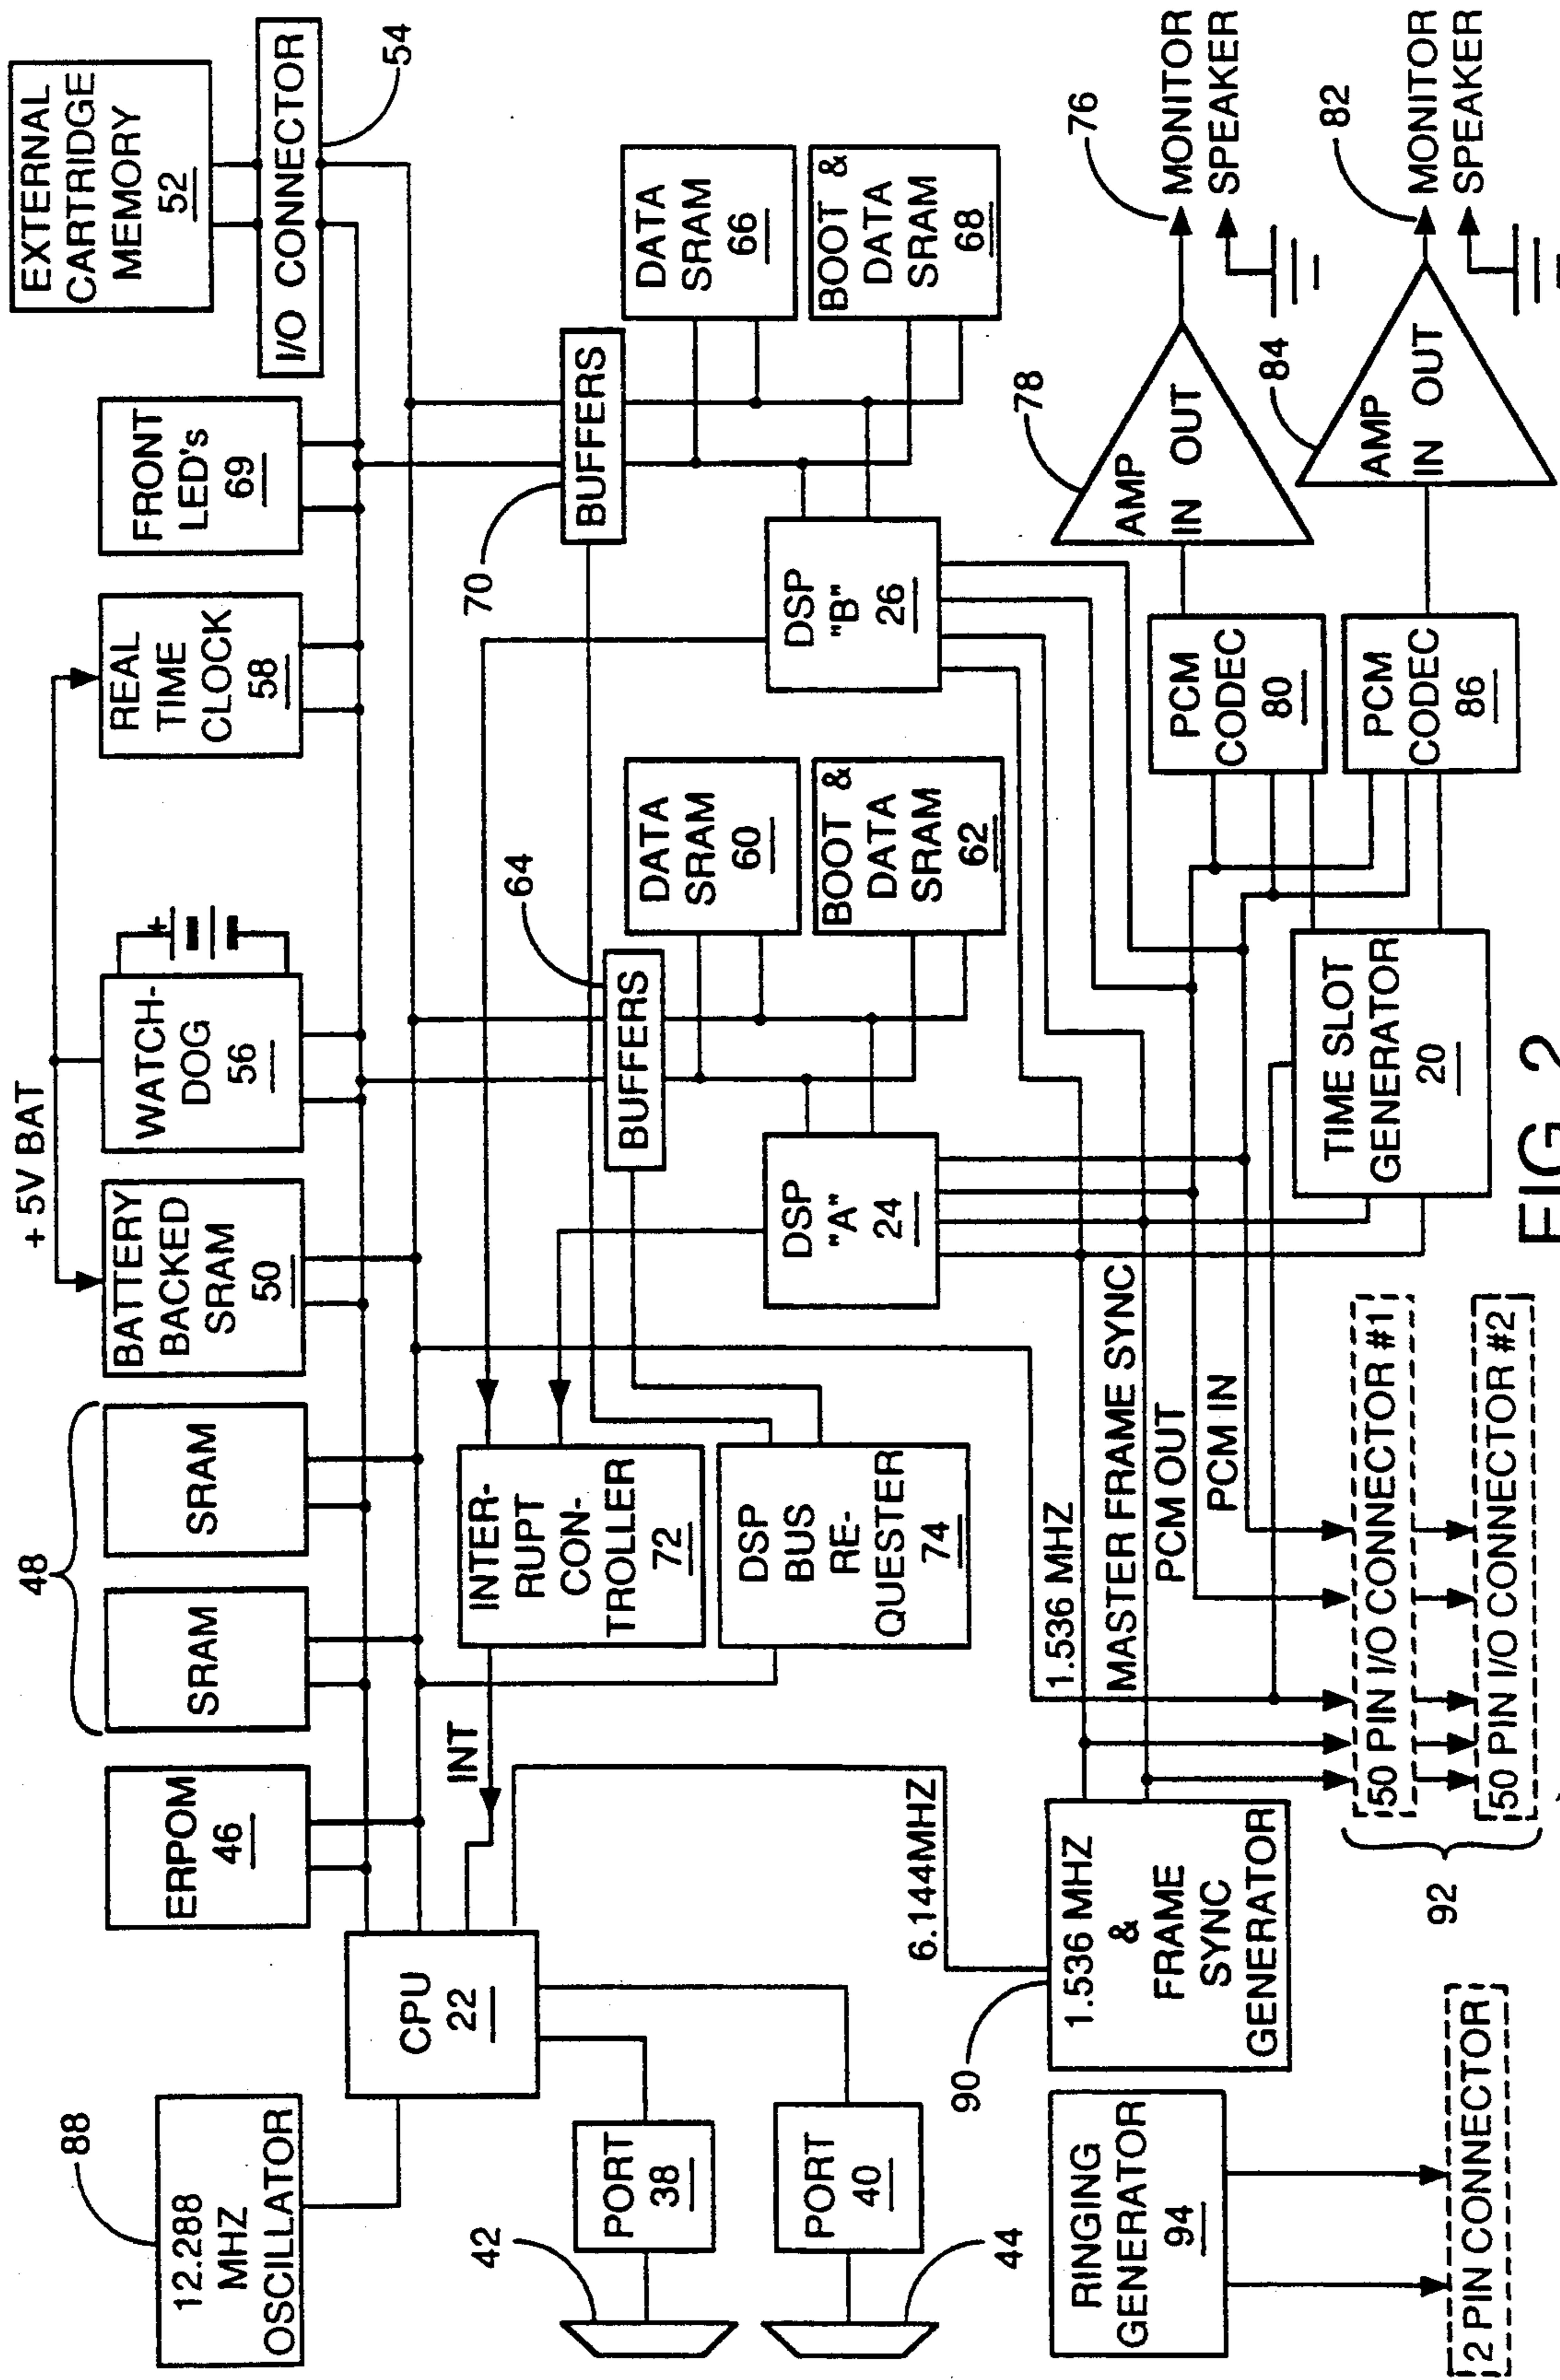 88
12.288
MHZ
OSCILLATOR
CPU
22
ERPOM
46
48
SRAM
SRAM
+ 5V BAT
BATTERY
BACKED
SRAM
50
WATCH-
DOG
56
+
REAL
TIME
CLOCK
58
FRONT
LED's
69
EXTERNAL
CARTRIDGE
MEMORY
52
I/O CONNECTOR
54
42
PORT
38
44
PORT
40
INT
INTER-
RUPT
CON-
TROLLER
72
DSP
BUS
RE-
QUESTER
74
64
BUFFERS
DATA
SRAM
60
BOOT &
DATA
SRAM
62
DSP
"A"
24
70
BUFFERS
DATA
SRAM
66
BOOT &
DATA
SRAM
68
DSP
"B"
26
6.144MHZ
90
1.536 MHZ
&
FRAME
SYNC
GENERATOR
1.536 MHZ
MASTER FRAME SYNC
PCM OUT
PCM IN
TIME SLOT
GENERATOR
20
PCM
CODEC
80
PCM
CODEC
86
78
AMP
IN OUT
76
MONITOR
SPEAKER
84
AMP
IN OUT
82
MONITOR
SPEAKER
RINGING
GENERATOR
94
2 PIN CONNECTOR
92
50 PIN I/O CONNECTOR #1
50 PIN I/O CONNECTOR #2
FIG. 2